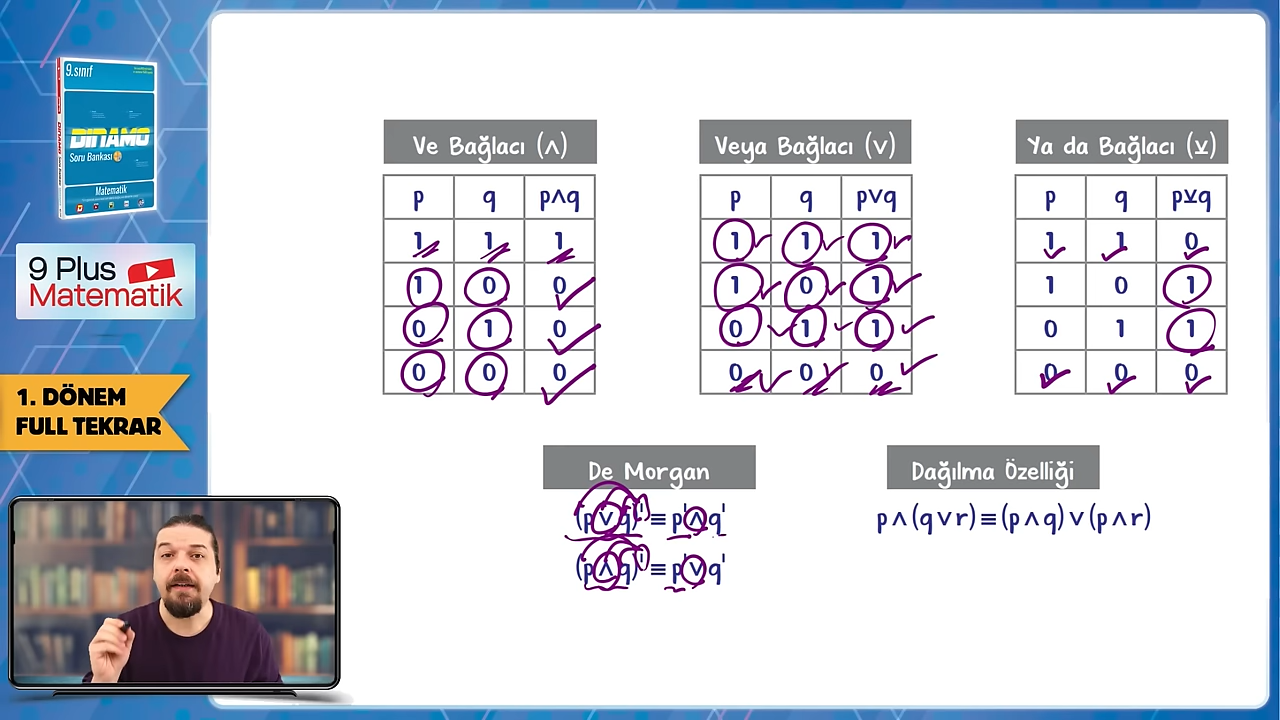 9.sınıf
DINAMO
Soru Bankası
Matematik
9 Plus
Matematik
1. DÖNEM
FULL TEKRAR
Ve Bağlacı (∧)
p q p∧q
1 1 1
1 0 0
0 1 0
0 0 0
Veya Bağlacı (∨)
p q p∨q
1 1 1
1 0 1
0 1 1
0 0 0
Ya da Bağlacı (⊻)
p q p⊻q
1 1 0
1 0 1
0 1 1
0 0 0
De Morgan
(p∨q)' ≡ p'∧q'
(p∧q)' ≡ p'∨q'
Dağılma Özelliği
p∧(q∨r)≡(p∧q)∨(p∧r)